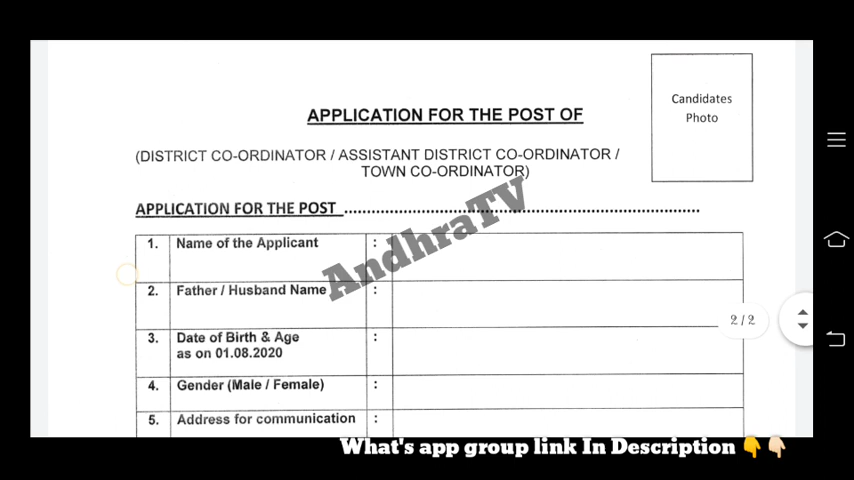 Candidates
Photo
APPLICATION FOR THE POST OF
(DISTRICT CO-ORDINATOR / ASSISTANT DISTRICT CO-ORDINATOR /
TOWN CO-ORDINATOR)
APPLICATION FOR THE POST ..............................................................................
AndhraTV
1. Name of the Applicant :
2. Father / Husband Name :
3. Date of Birth & Age :
as on 01.08.2020
4. Gender (Male / Female) :
5. Address for communication :
2/2
What's app group link In Description 👇👇🏻